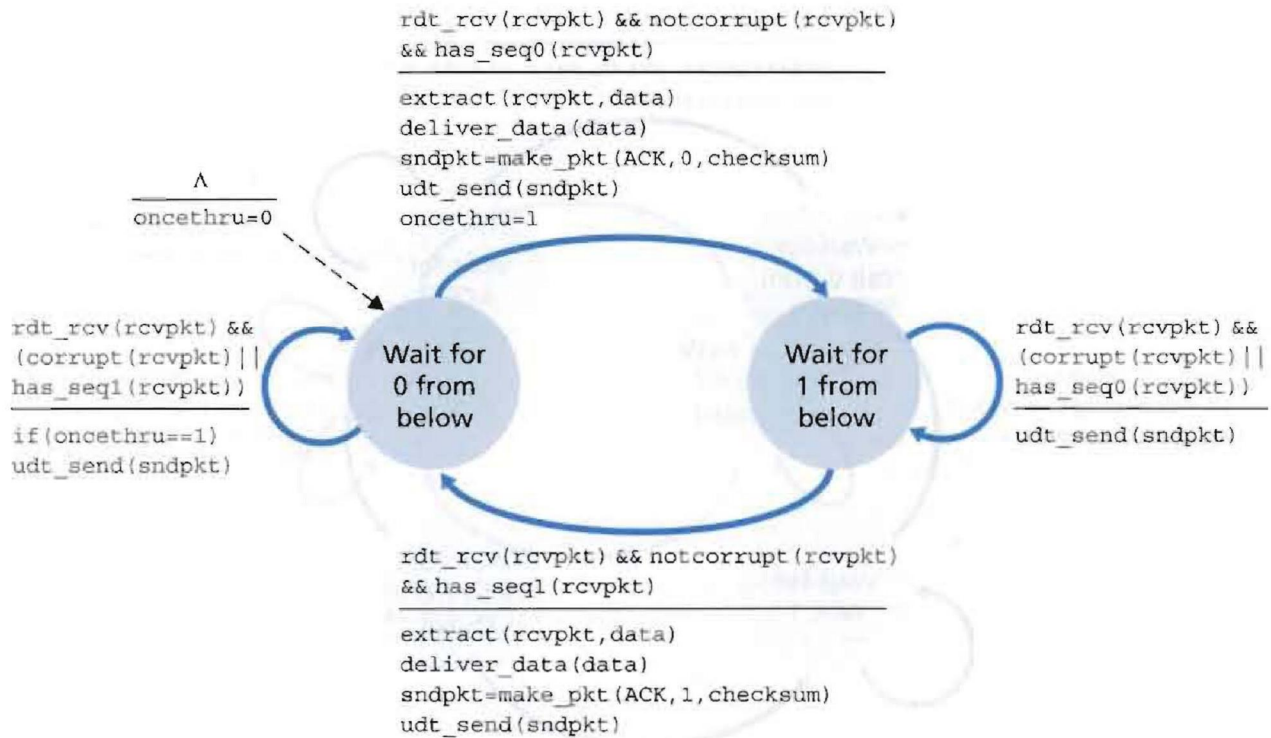 rdt_rcv(rcvpkt) && notcorrupt(rcvpkt)
&& has_seq0(rcvpkt)
extract(rcvpkt,data)
deliver_data(data)
sndpkt=make_pkt(ACK,0,checksum)
udt_send(sndpkt)
oncethru=1
Λ
oncethru=0
rdt_rcv(rcvpkt) &&
(corrupt(rcvpkt)||
has_seq1(rcvpkt))
if(oncethru==1)
udt_send(sndpkt)
Wait for
0 from
below
Wait for
1 from
below
rdt_rcv(rcvpkt) &&
(corrupt(rcvpkt)||
has_seq0(rcvpkt))
udt_send(sndpkt)
rdt_rcv(rcvpkt) && notcorrupt(rcvpkt)
&& has_seq1(rcvpkt)
extract(rcvpkt,data)
deliver_data(data)
sndpkt=make_pkt(ACK,1,checksum)
udt_send(sndpkt)